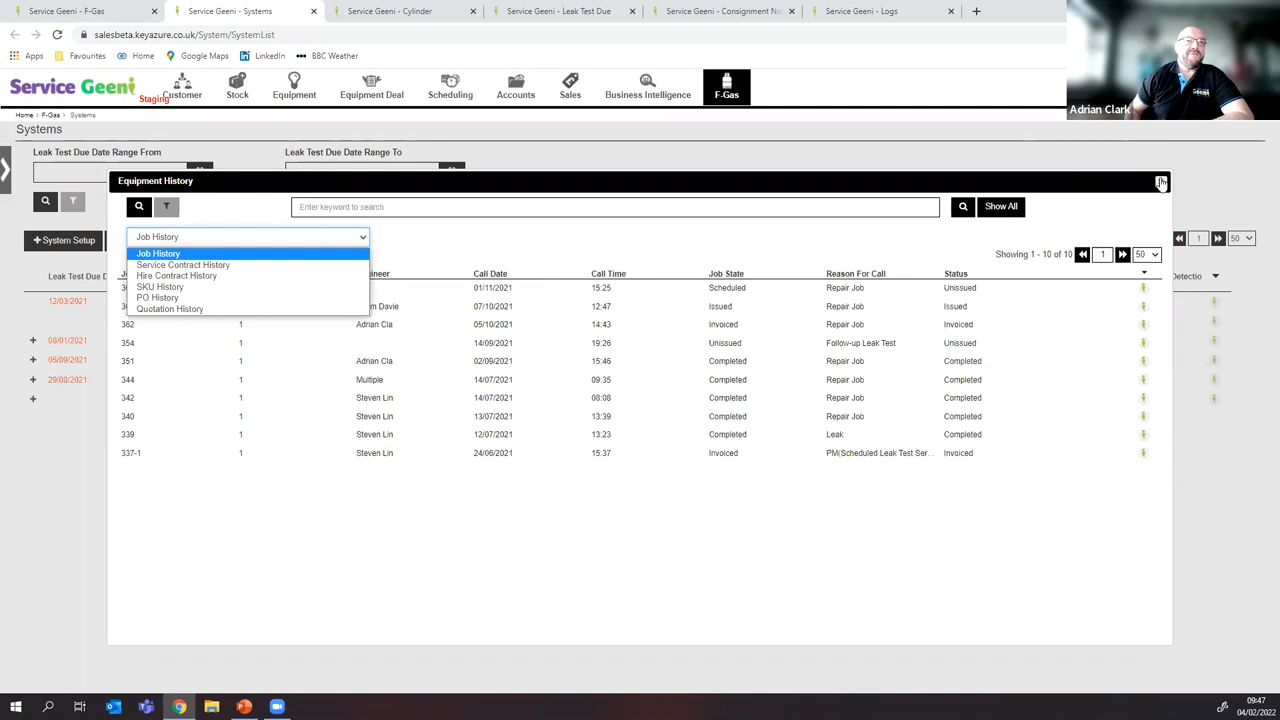 Service Geeni - F-Gas
Service Geeni - Systems
Service Geeni - Cylinder
Service Geeni - Leak Test Due
Service Geeni - Consignment No
Service Geeni - Logs
salesbeta.keyazure.co.uk/System/SystemList
Apps Favourites Home Google Maps LinkedIn BBC Weather
Service Geeni Staging
Customer Stock Equipment Equipment Deal Scheduling Accounts Sales Business Intelligence F-Gas
Adrian Clark
Home F-Gas Systems
Systems
Leak Test Due Date Range From Leak Test Due Date Range To
Equipment History
Enter keyword to search Show All
System Setup 1 50
Job History
Job History
Service Contract History
Hire Contract History
SKU History
PO History
Quotation History
Showing 1 - 10 of 10 1 50
Leak Test Due D
Call Date Call Time Job State Reason For Call Status
01/11/2021 15:25 Scheduled Repair Job Unissued
12/03/2021
07/10/2021 12:47 Issued Repair Job Issued
362 1 Adrian Cla 05/10/2021 14:43 Invoiced Repair Job Invoiced
08/01/2021
354 1 14/09/2021 19:26 Unissued Follow-up Leak Test Unissued
05/09/2021
351 1 Adrian Cla 02/09/2021 15:46 Completed Repair Job Completed
29/08/2021
344 1 Multiple 14/07/2021 09:35 Completed Repair Job Completed
342 1 Steven Lin 14/07/2021 08:08 Completed Repair Job Completed
340 1 Steven Lin 13/07/2021 13:39 Completed Repair Job Completed
339 1 Steven Lin 12/07/2021 13:23 Completed Leak Completed
337-1 1 Steven Lin 24/06/2021 15:37 Invoiced PM(Scheduled Leak Test Ser... Invoiced
09:47
04/02/2022